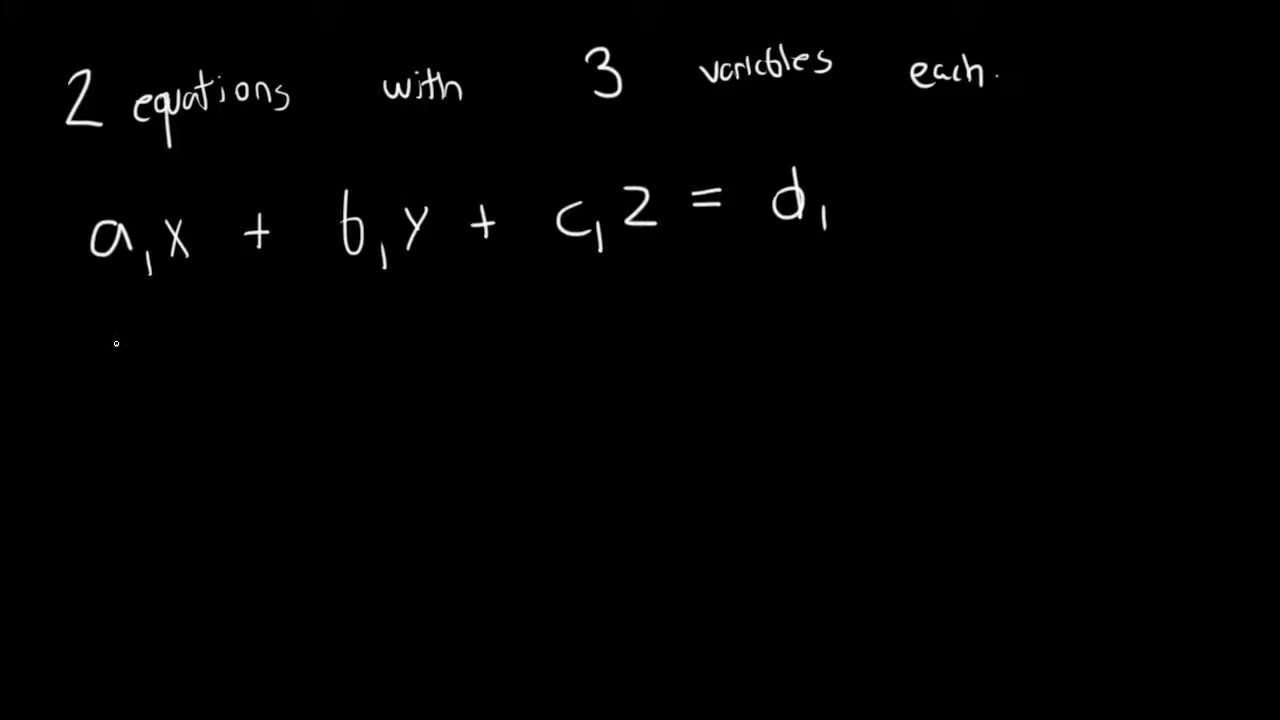 2 equations with 3 variables each.
a₁x + b₁y + c₁z = d₁